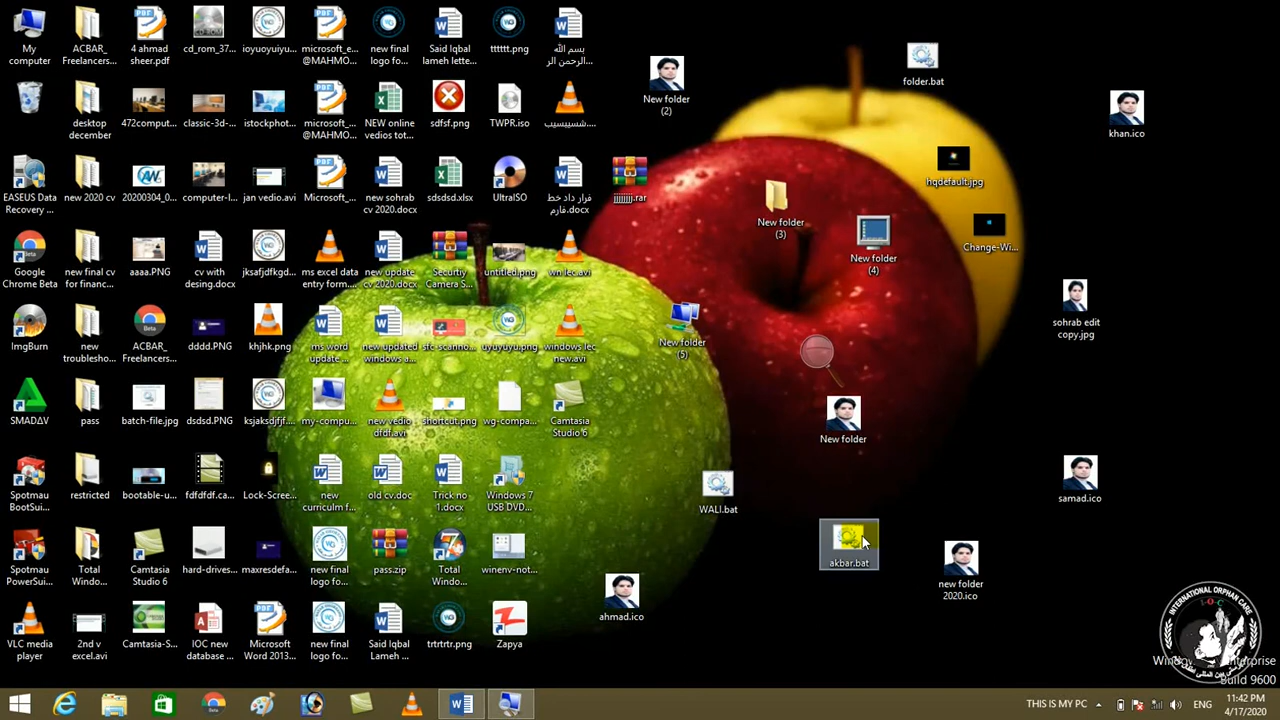 My
computer
ACBAR_
Freelancers...
4 ahmad
sheer.pdf
cd_rom_37...
ioyuoyuiyu...
microsoft_e...
@MAHMO...
new final
logo fo...
Said Iqbal
lameh lette...
tttttt.png
بسم الله
الرحمن الر...
desktop
december
472comput...
classic-3d-...
istockphot...
microsoft_...
@MAHMO...
NEW online
vedios tot...
sdfsf.png
TWPR.iso
EASEUS Data
Recovery ...
new 2020 cv
20200304_0...
computer-l...
jan vedio.avi
Microsoft_...
new sohrab
cv 2020.docx
sdsdsd.xlsx
UltraISO
قرار داد خط
فارم.docx
jjjjjjjj.rar
Google
Chrome Beta
new final cv
for financ...
aaaa.PNG
cv with
desing.docx
jksafjdfkgd...
ms excel data
entry form...
new update
cv 2020.docx
Securtiy
Camera S...
untitled.png
wn lec.avi
ImgBurn
new
troublesho...
ACBAR_
Freelancers...
dddd.PNG
khjhk.png
ms word
update ...
new updated
windows a...
sfc-scanno...
uyuyuyu.png
windows lec
new.avi
SMADΔV
pass
batch-file.jpg
dsdsd.PNG
ksjaksdjfjf...
my-compu...
new vedio
dfdf.avi
shortcut.png
wg-compa...
Camtasia
Studio 6
Spotmau
BootSui...
restricted
bootable-u...
fdfdfdf.ca...
Lock-Scree...
new
curriculm f...
old cv.doc
Trick no
1.docx
Windows 7
USB DVD...
Spotmau
PowerSui...
Total
Windo...
Camtasia
Studio 6
hard-drives...
maxresdefa...
new final
logo fo...
pass.zip
Total
Windo...
winenv-not...
VLC media
player
2nd v
excel.avi
Camtasia-S...
IOC new
database ...
Microsoft
Word 2013...
new final
logo fo...
Said Iqbal
Lameh ...
trtrtrtr.png
Zapya
New folder
(2)
folder.bat
khan.ico
hqdefault.jpg
New folder
(3)
New folder
(4)
Change-Wi...
sohrab edit
copy.jpg
New folder
(5)
New folder
samad.ico
WALI.bat
akbar.bat
new folder
2020.ico
ahmad.ico
INTERNATIONAL ORPHAN CARE
I.O.C
Build 9600
THIS IS MY PC
ENG
11:42 PM
4/17/2020